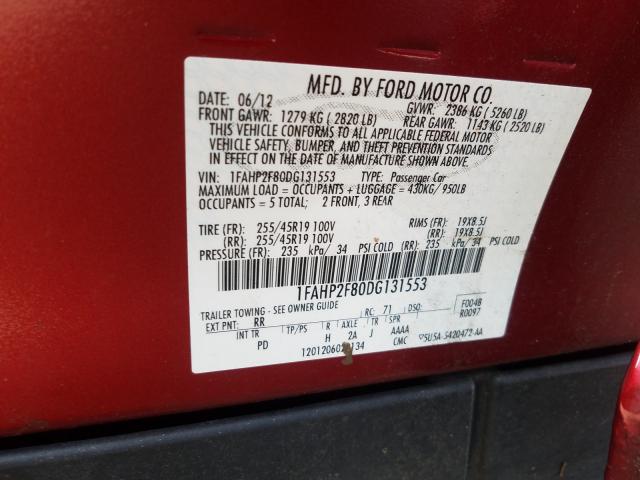 MFD. BY FORD MOTOR CO.
DATE: 06/12 GVWR: 2386 KG ( 5260 LB)
FRONT GAWR: 1279 KG ( 2820 LB) REAR GAWR: 1143 KG ( 2520 LB)
THIS VEHICLE CONFORMS TO ALL APPLICABLE FEDERAL MOTOR
VEHICLE SAFETY, BUMPER, AND THEFT PREVENTION STANDARDS
IN EFFECT ON THE DATE OF MANUFACTURE SHOWN ABOVE.
VIN: 1FAHP2F80DG131553 TYPE: Passenger Car
MAXIMUM LOAD = OCCUPANTS + LUGGAGE = 430KG/ 950LB
OCCUPANTS = 5 TOTAL; 2 FRONT, 3 REAR
TIRE (FR): 255/45R19 100V RIMS (FR): 19X8.5J
(RR): 255/45R19 100V (RR): 19X8.5J
PRESSURE (FR): 235 kPa/ 34 PSI COLD (RR): 235 kPa/ 34 PSI COLD
1FAHP2F80DG131553
TRAILER TOWING - SEE OWNER GUIDE
EXT PNT: RR RC: 71 DSO: F004B
R0097
INT TR TP/PS R AXLE TR SPR
PD H 2A J AAAA
CMC